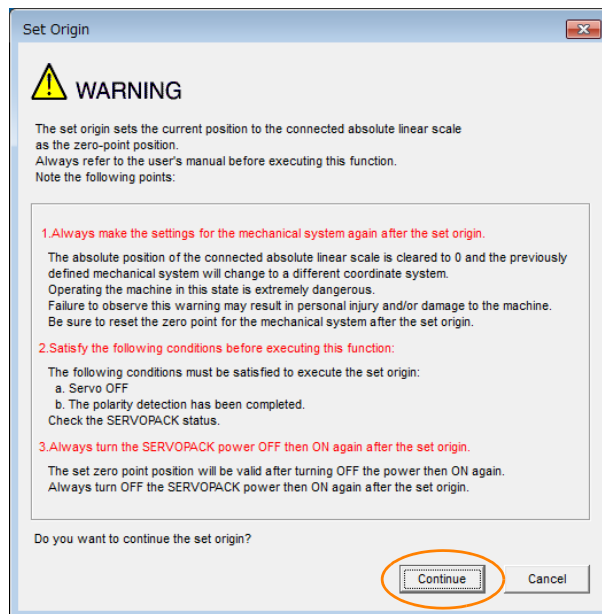 Set Origin
WARNING
The set origin sets the current position to the connected absolute linear scale
as the zero-point position.
Always refer to the user's manual before executing this function.
Note the following points:
1.Always make the settings for the mechanical system again after the set origin.
The absolute position of the connected absolute linear scale is cleared to 0 and the previously
defined mechanical system will change to a different coordinate system.
Operating the machine in this state is extremely dangerous.
Failure to observe this warning may result in personal injury and/or damage to the machine.
Be sure to reset the zero point for the mechanical system after the set origin.
2.Satisfy the following conditions before executing this function:
The following conditions must be satisfied to execute the set origin:
a. Servo OFF
b. The polarity detection has been completed.
Check the SERVOPACK status.
3.Always turn the SERVOPACK power OFF then ON again after the set origin.
The set zero point position will be valid after turning OFF the power then ON again.
Always turn OFF the SERVOPACK power then ON again after the set origin.
Do you want to continue the set origin?
Continue Cancel